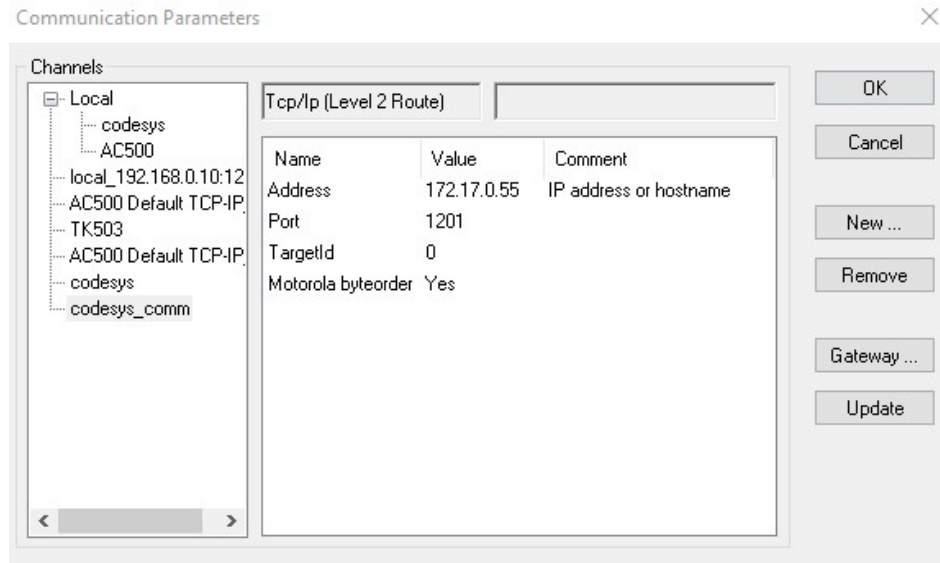 Communication Parameters
Channels
Local
codesys
AC500
local_192.168.0.10:12
AC500 Default TCP-IP_
TK503
AC500 Default TCP-IP_
codesys
codesys_comm
Tcp/Ip (Level 2 Route)
Name Value Comment
Address 172.17.0.55 IP address or hostname
Port 1201
TargetId 0
Motorola byteorder Yes
OK
Cancel
New ...
Remove
Gateway ...
Update